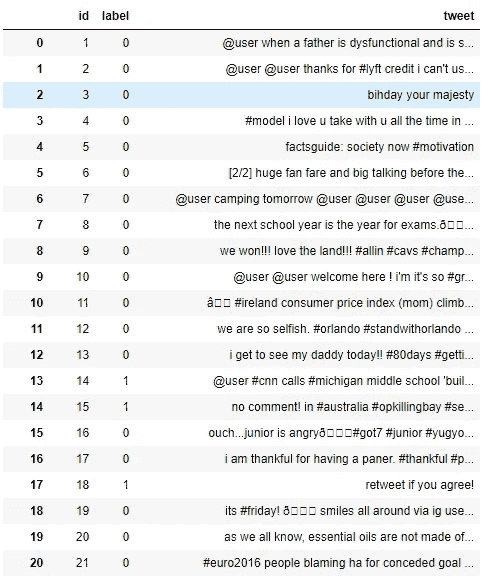 id label tweet
0 1 0 @user when a father is dysfunctional and is s...
1 2 0 @user @user thanks for #lyft credit i can't us...
2 3 0 bihday your majesty
3 4 0 #model i love u take with u all the time in ...
4 5 0 factsguide: society now #motivation
5 6 0 [2/2] huge fan fare and big talking before the...
6 7 0 @user camping tomorrow @user @user @user @use...
7 8 0 the next school year is the year for exams.ð□□□...
8 9 0 we won!!! love the land!!! #allin #cavs #champ...
9 10 0 @user @user welcome here ! i'm it's so #gr...
10 11 0 â□□ #ireland consumer price index (mom) climb...
11 12 0 we are so selfish. #orlando #standwithorlando ...
12 13 0 i get to see my daddy today!! #80days #getti...
13 14 1 @user #cnn calls #michigan middle school 'buil...
14 15 1 no comment! in #australia #opkillingbay #se...
15 16 0 ouch...junior is angryð□□□#got7 #junior #yugyo...
16 17 0 i am thankful for having a paner. #thankful #p...
17 18 1 retweet if you agree!
18 19 0 its #friday! ð□□□ smiles all around via ig use...
19 20 0 as we all know, essential oils are not made of...
20 21 0 #euro2016 people blaming ha for conceded goal ...